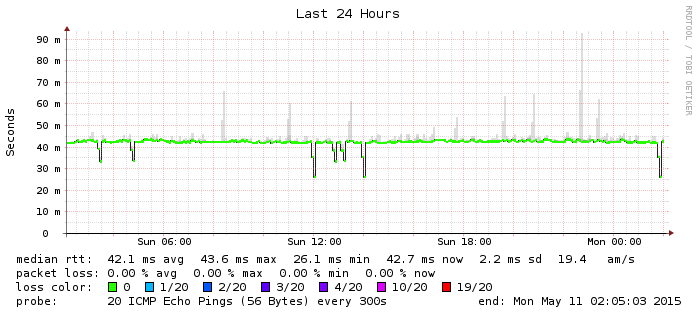 Last 24 Hours
RRDTOOL / TOBI OETIKER
Seconds
90 m
80 m
70 m
60 m
50 m
40 m
30 m
20 m
10 m
0
Sun 06:00 Sun 12:00 Sun 18:00 Mon 00:00
median rtt: 42.1 ms avg 43.6 ms max 26.1 ms min 42.7 ms now 2.2 ms sd 19.4 am/s
packet loss: 0.00 % avg 0.00 % max 0.00 % min 0.00 % now
loss color: 0 1/20 2/20 3/20 4/20 10/20 19/20
probe: 20 ICMP Echo Pings (56 Bytes) every 300s end: Mon May 11 02:05:03 2015